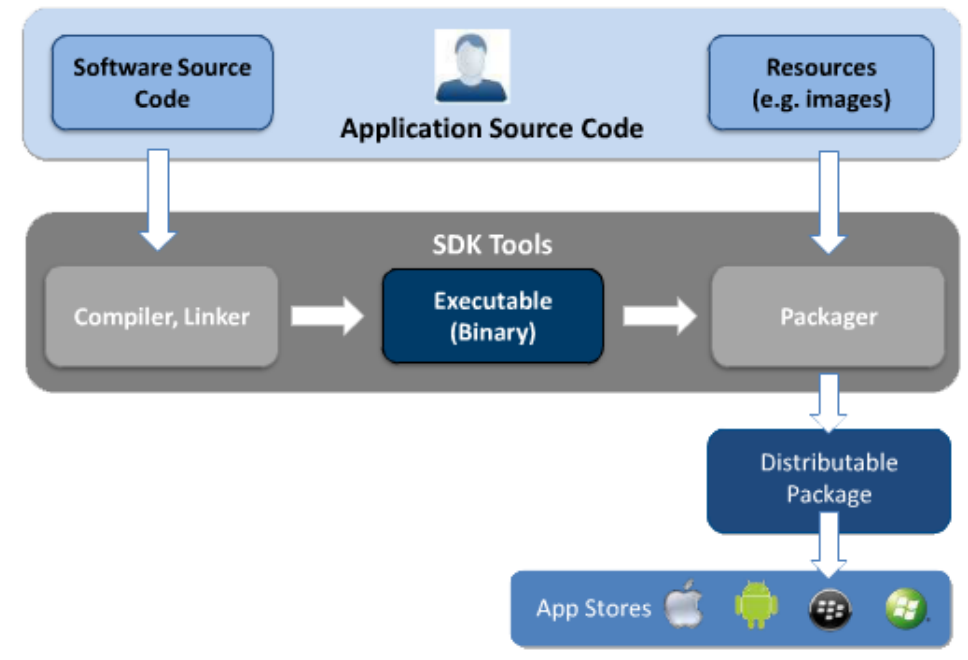 Software Source
Code
Application Source Code
Resources
(e.g. images)
SDK Tools
Compiler, Linker
Executable
(Binary)
Packager
Distributable
Package
App Stores